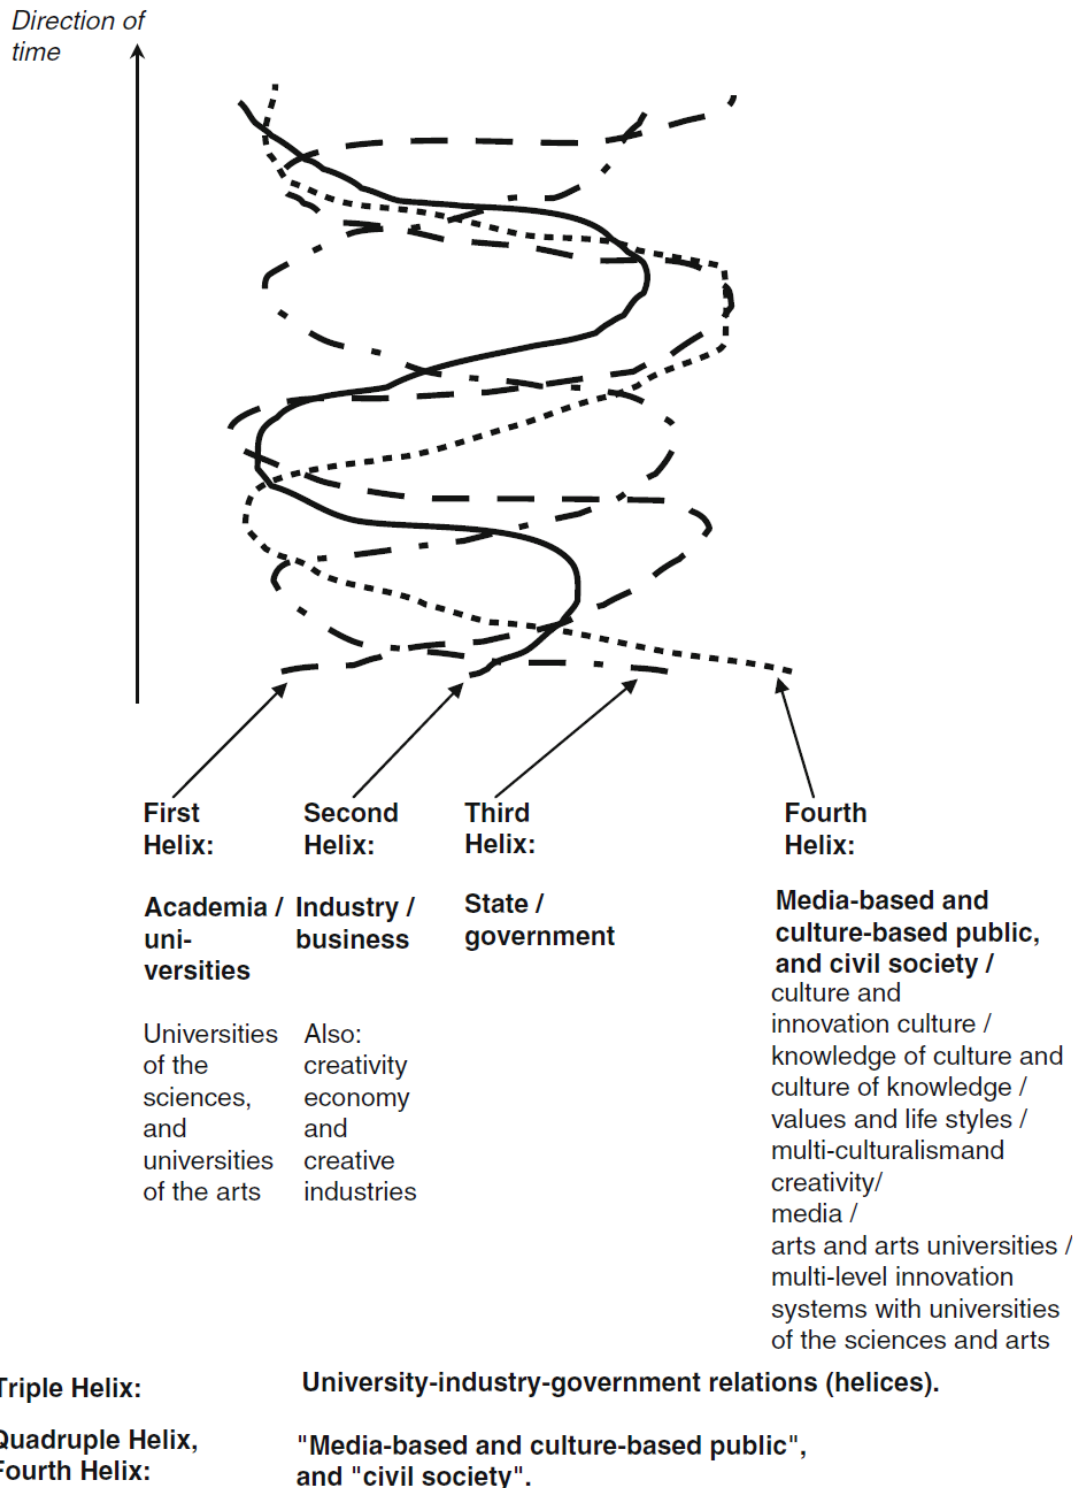 Direction of
time
First
Helix:
Second
Helix:
Third
Helix:
Fourth
Helix:
Academia /
uni-
versities
Industry /
business
State /
government
Media-based and
culture-based public,
and civil society /
culture and
innovation culture /
knowledge of culture and
culture of knowledge /
values and life styles /
multi-culturalismand
creativity/
media /
arts and arts universities /
multi-level innovation
systems with universities
of the sciences and arts
Universities
of the
sciences,
and
universities
of the arts
Also:
creativity
economy
and
creative
industries
Triple Helix:
University-industry-government relations (helices).
Quadruple Helix,
Fourth Helix:
"Media-based and culture-based public",
and "civil society".